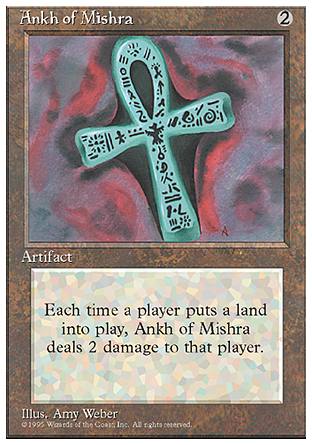 Ankh of Mishra 2
Artifact
Each time a player puts a land
into play, Ankh of Mishra
deals 2 damage to that player.
Illus. Amy Weber
© 1995 Wizards of the Coast, Inc. All rights reserved.